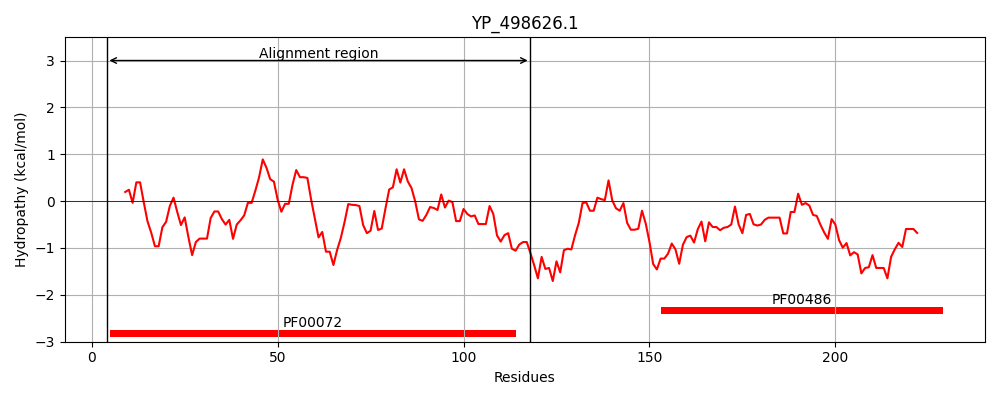 YP_498626.1
Alignment region
Hydropathy (kcal/mol)
3
2
1
0
−1
−2
−3
PF00486
PF00072
0
50
100
150
200
Residues